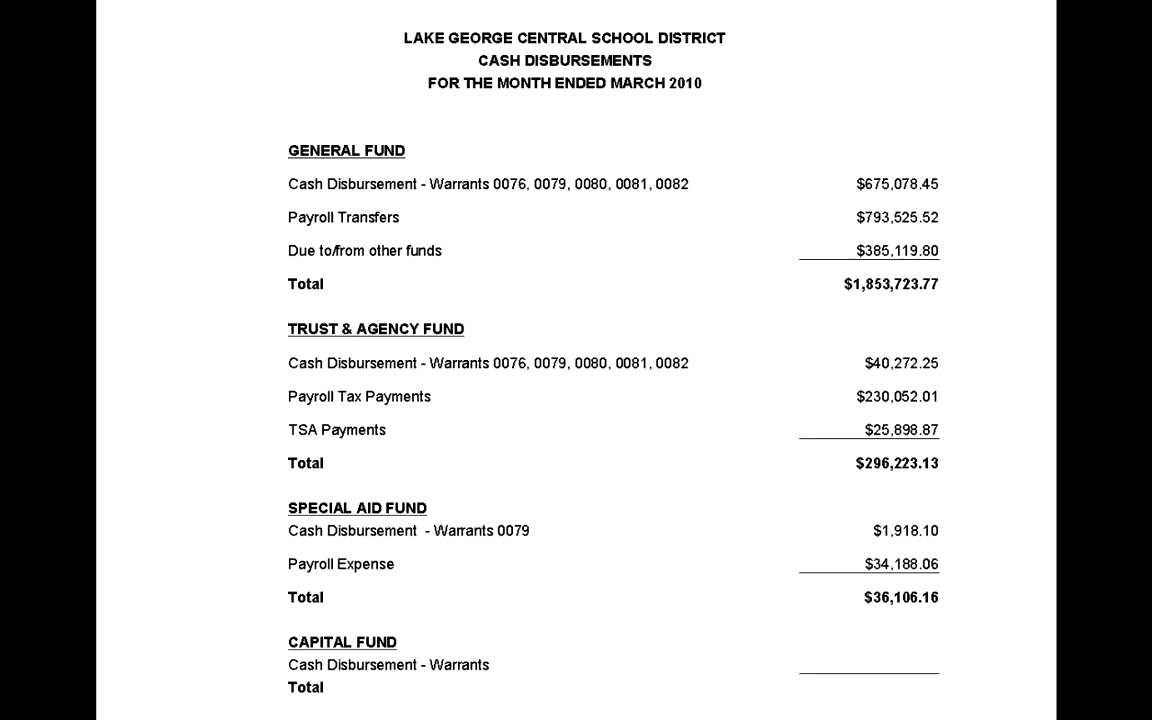 LAKE GEORGE CENTRAL SCHOOL DISTRICT
CASH DISBURSEMENTS
FOR THE MONTH ENDED MARCH 2010
GENERAL FUND
Cash Disbursement - Warrants 0076, 0079, 0080, 0081, 0082 $675,078.45
Payroll Transfers $793,525.52
Due to/from other funds $385,119.80
Total $1,853,723.77
TRUST & AGENCY FUND
Cash Disbursement - Warrants 0076, 0079, 0080, 0081, 0082 $40,272.25
Payroll Tax Payments $230,052.01
TSA Payments $25,898.87
Total $296,223.13
SPECIAL AID FUND
Cash Disbursement - Warrants 0079 $1,918.10
Payroll Expense $34,188.06
Total $36,106.16
CAPITAL FUND
Cash Disbursement - Warrants
Total